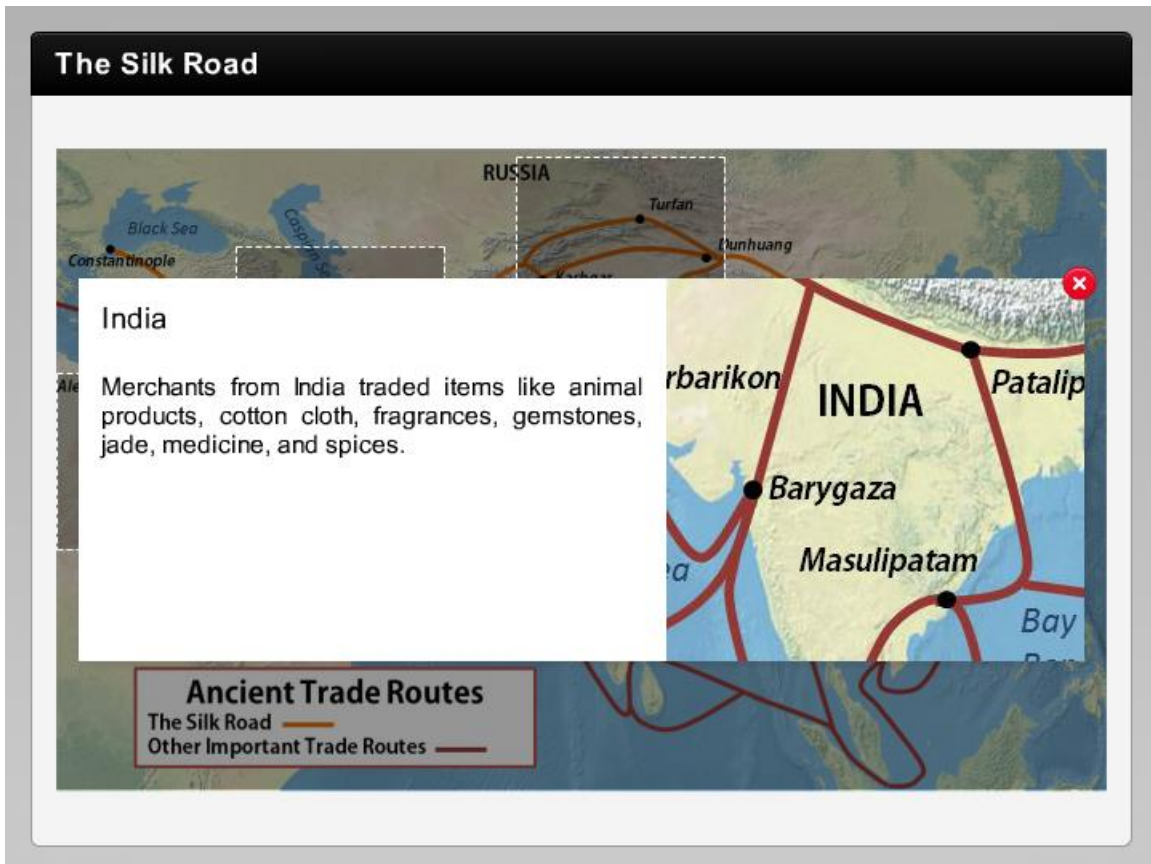 The Silk Road
RUSSIA
Turfan
Black Sea
Caspian
Dunhuang
Constantinople
India
Merchants from India traded items like animal
products, cotton cloth, fragrances, gemstones,
jade, medicine, and spices.
rbarikon
INDIA
Patalip
Barygaza
Masulipatam
Bay
Ancient Trade Routes
The Silk Road
Other Important Trade Routes